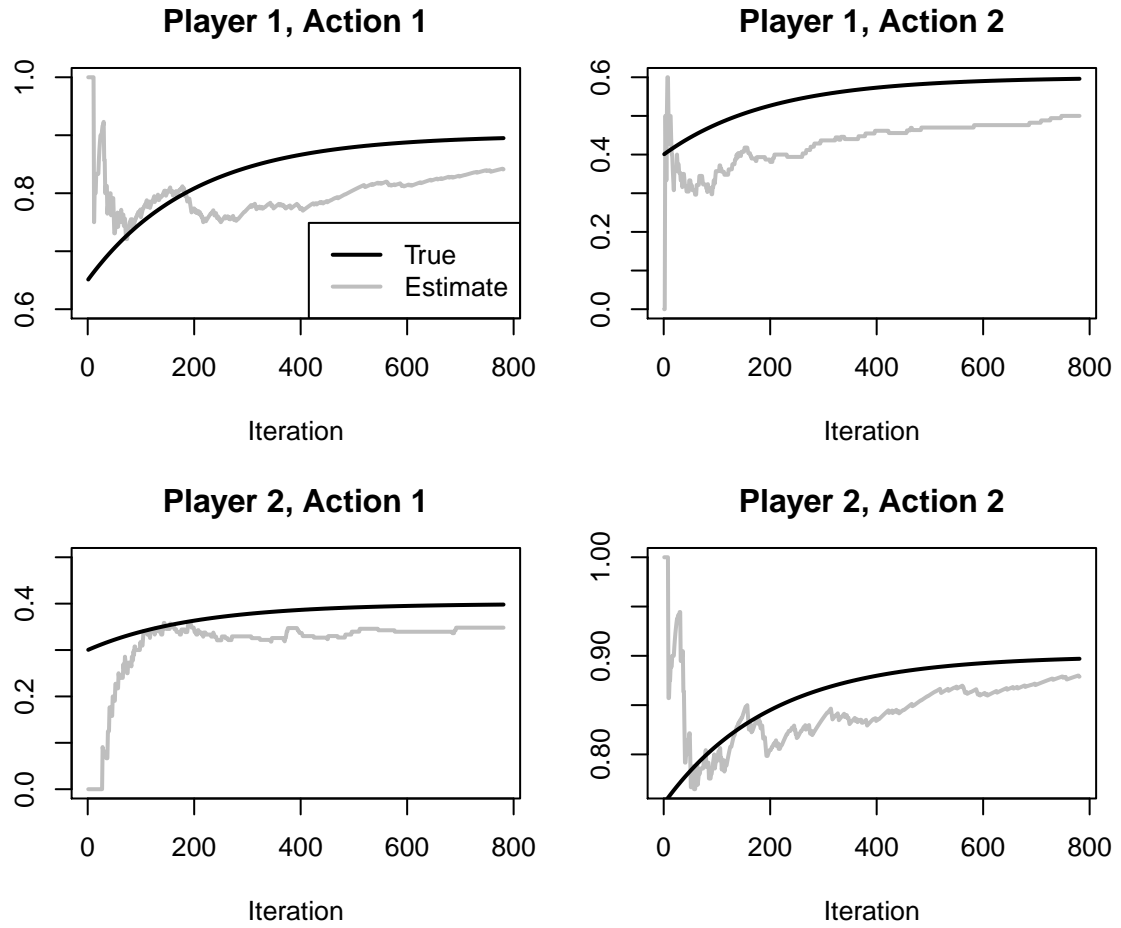 Player 1, Action 1
1.0
0.8
0.6
True
Estimate
0 200 400 600 800
Iteration
Player 1, Action 2
0.6
0.4
0.2
0.0
0 200 400 600 800
Iteration
Player 2, Action 1
0.4
0.2
0.0
0 200 400 600 800
Iteration
Player 2, Action 2
1.00
0.90
0.80
0 200 400 600 800
Iteration